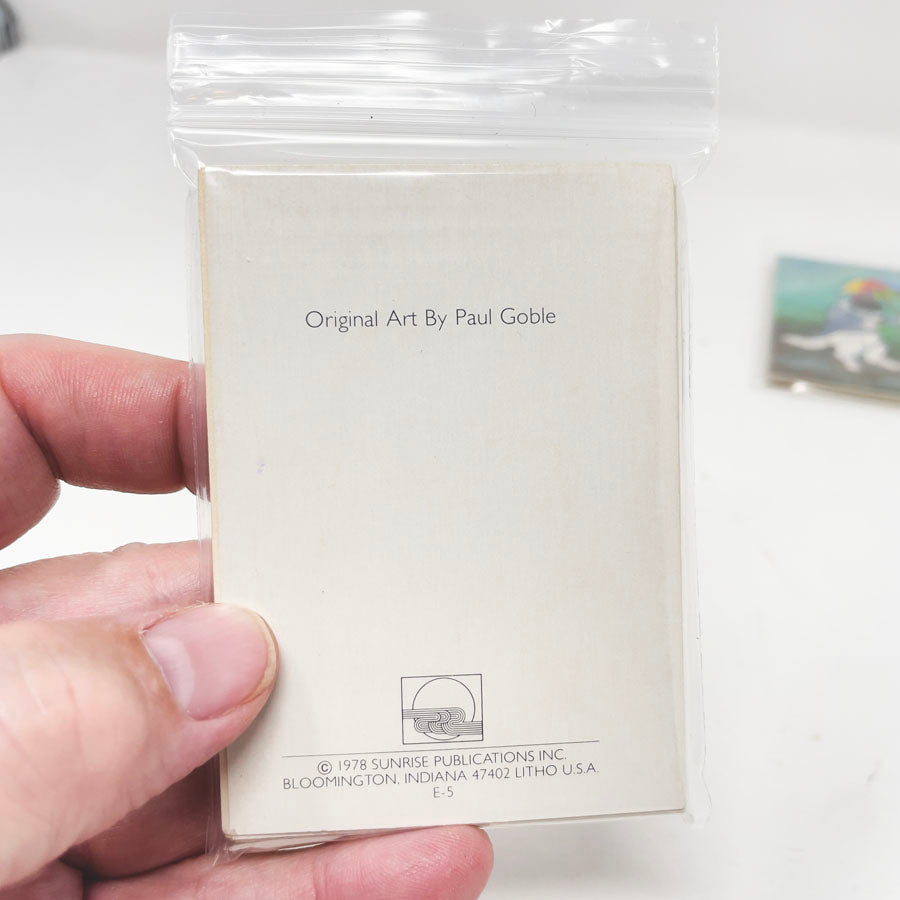 Original Art By Paul Goble
© 1978 SUNRISE PUBLICATIONS INC.
BLOOMINGTON, INDIANA 47402 LITHO U.S.A.
E-5